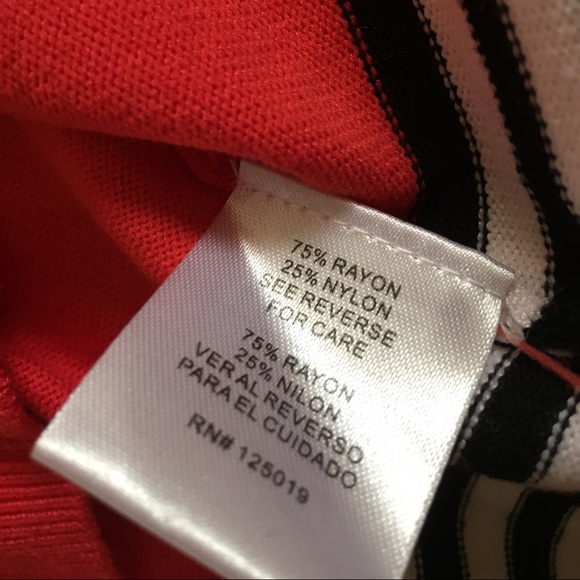 75% RAYON
25% NYLON
SEE REVERSE
FOR CARE
75% RAYON
25% NILON
VER AL REVERSO
PARA EL CUIDADO
RN# 125019